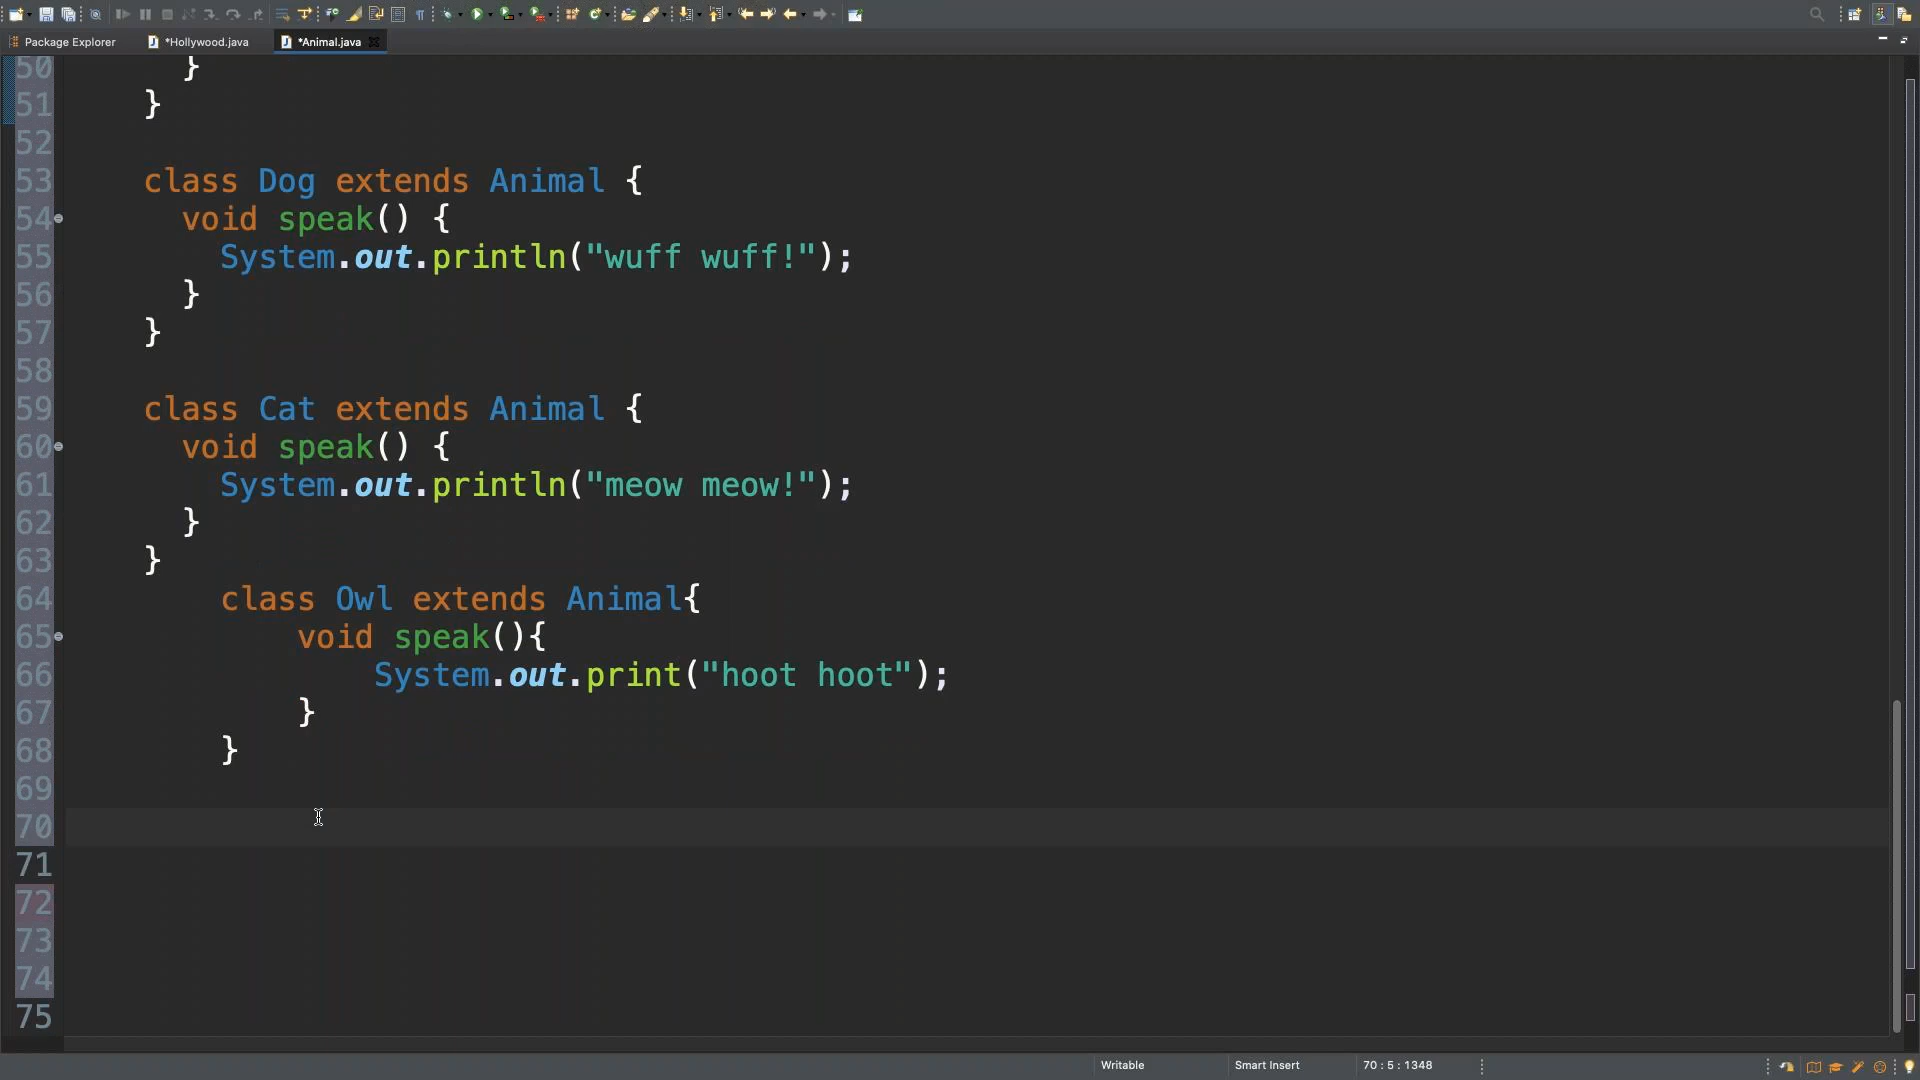 Package Explorer *Hollywood.java *Animal.java
50 }
51 }
52
53 class Dog extends Animal {
54 void speak() {
55 System.out.println("wuff wuff!");
56 }
57 }
58
59 class Cat extends Animal {
60 void speak() {
61 System.out.println("meow meow!");
62 }
63 }
64 class Owl extends Animal{
65 void speak(){
66 System.out.print("hoot hoot");
67 }
68 }
69
70
71
72
73
74
75
Writable Smart Insert 70 : 5 : 1348